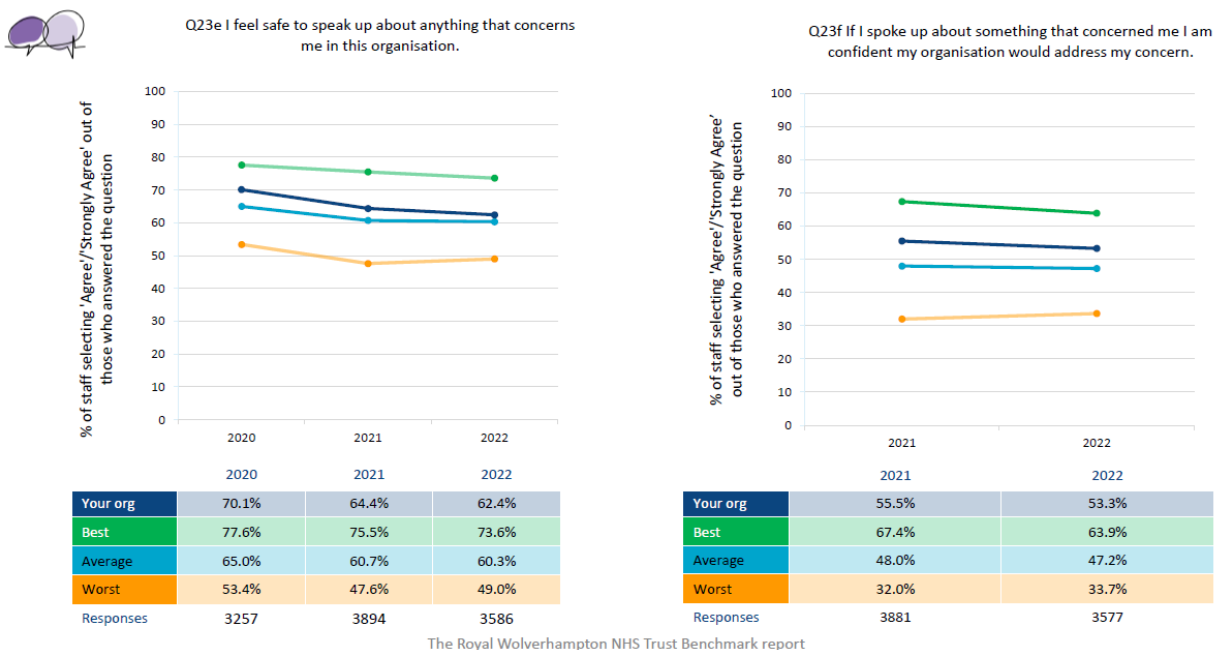 Q23e I feel safe to speak up about anything that concerns
me in this organisation.
% of staff selecting 'Agree'/'Strongly Agree' out of
those who answered the question
100
90
80
70
60
50
40
30
20
10
0
2020 2021 2022
2020 2021 2022
Your org 70.1% 64.4% 62.4%
Best 77.6% 75.5% 73.6%
Average 65.0% 60.7% 60.3%
Worst 53.4% 47.6% 49.0%
Responses 3257 3894 3586
Q23f If I spoke up about something that concerned me I am
confident my organisation would address my concern.
% of staff selecting 'Agree'/'Strongly Agree'
out of those who answered the question
100
90
80
70
60
50
40
30
20
10
0
2021 2022
2021 2022
Your org 55.5% 53.3%
Best 67.4% 63.9%
Average 48.0% 47.2%
Worst 32.0% 33.7%
Responses 3881 3577
The Royal Wolverhampton NHS Trust Benchmark report